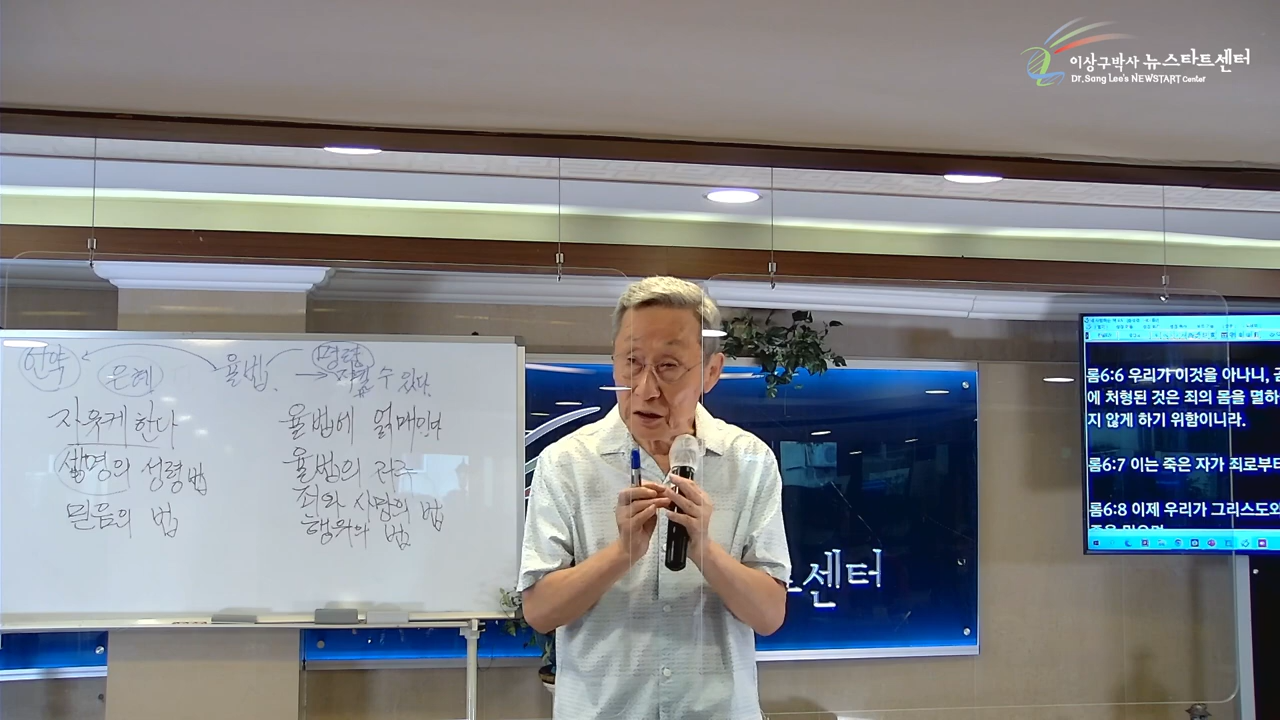 이상구박사 뉴스타트센터
Dr. Sang Lee's NEWSTART Center
언약 은혜 율법. 명령 수 있다.
자유케 한다 율법에 얽매인다
생명의 성령법 율법의 저주
믿음의 법 죄와 사망의 법
행위의 법
트센터
롬6:6 우리가 이것을 아나니,
에 처형된 것은 죄의 몸을 멸하
지 않게 하기 위함이니라.
롬6:7 이는 죽은 자가 죄로부터
롬6:8 이제 우리가 그리스도와